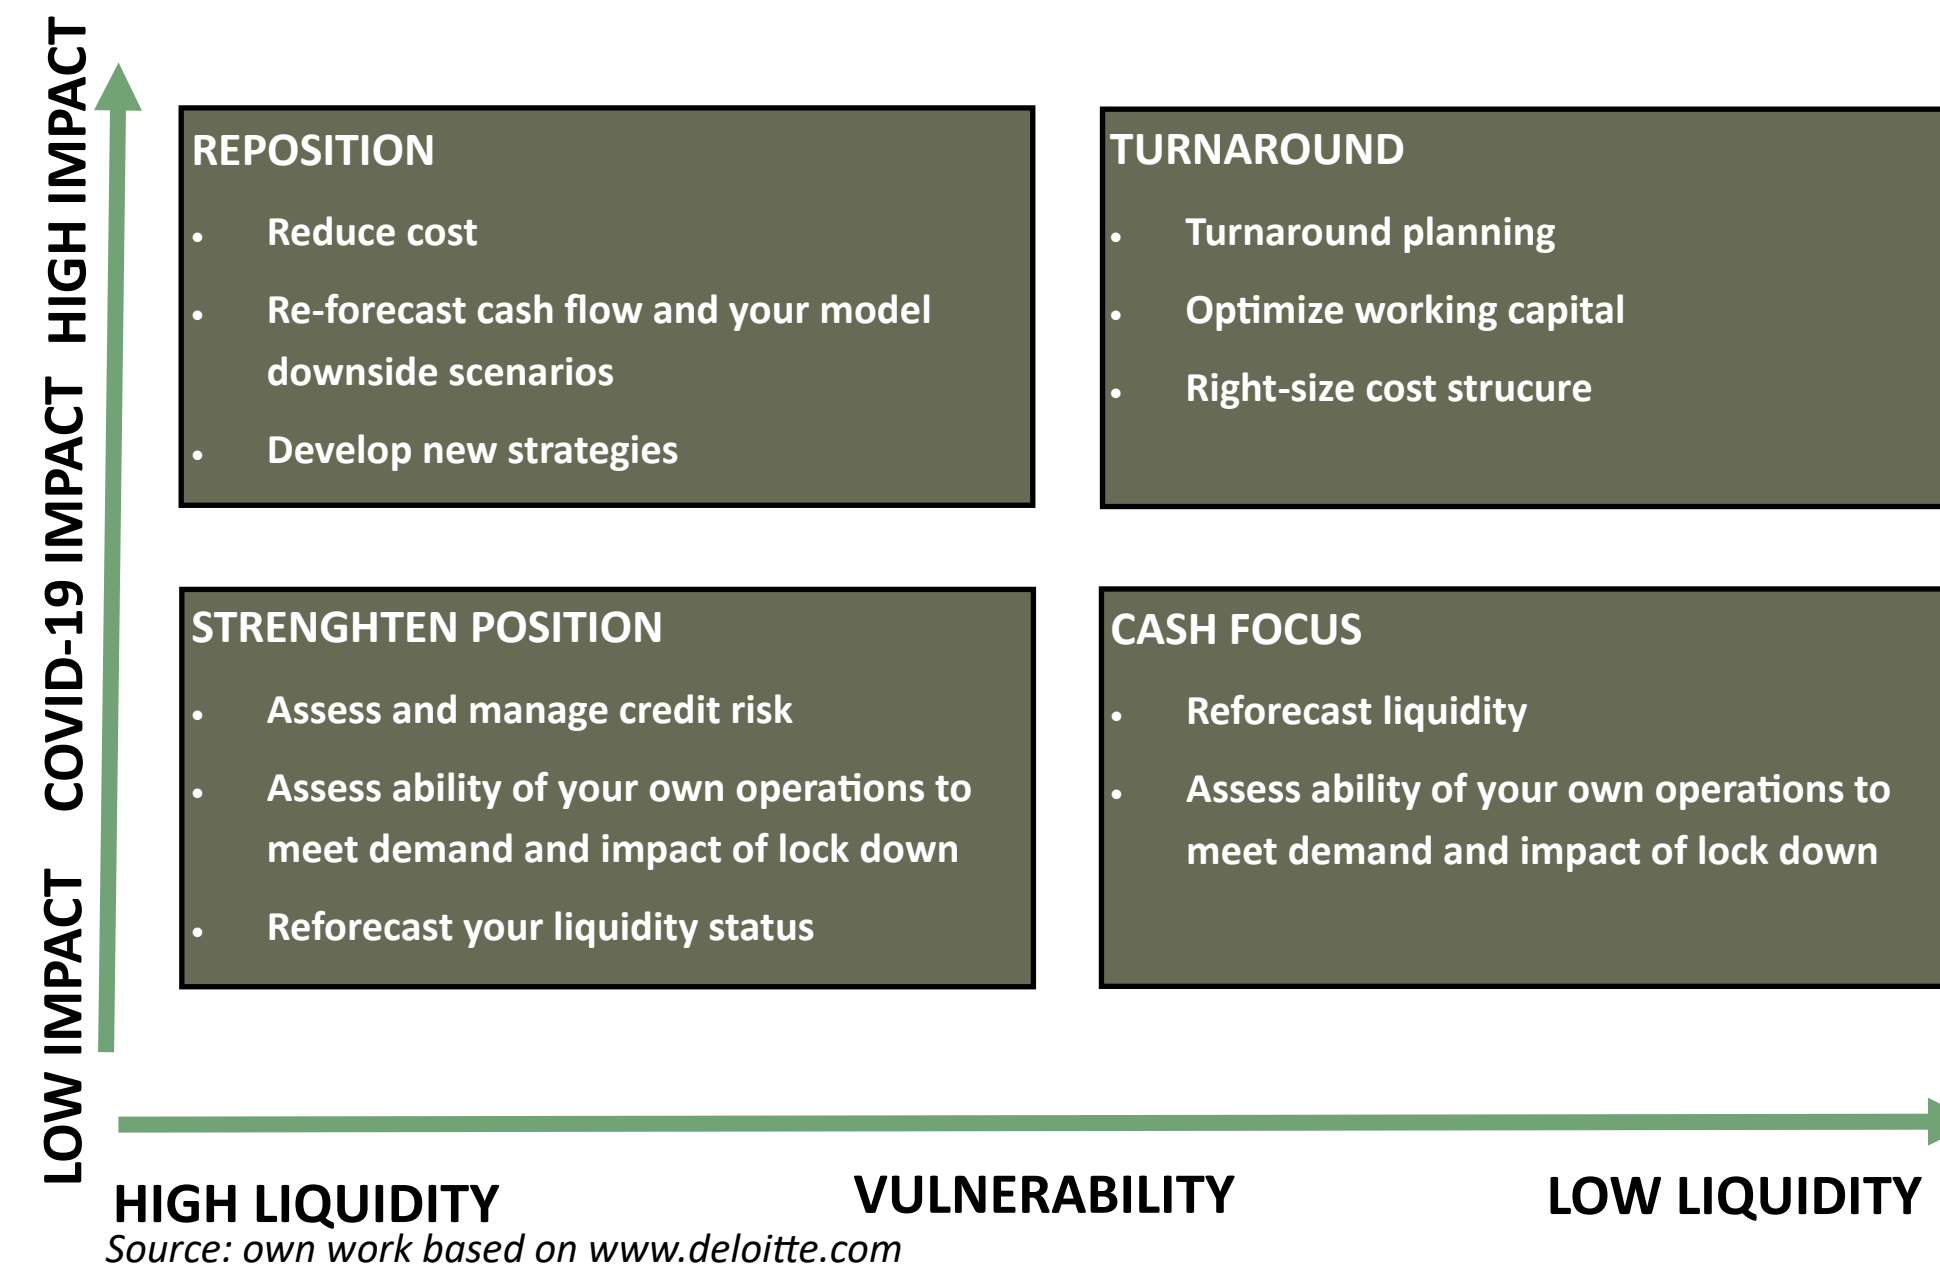 HIGH IMPACT
COVID-19 IMPACT
LOW IMPACT
REPOSITION
• Reduce cost
• Re-forecast cash flow and your model
downside scenarios
• Develop new strategies
TURNAROUND
• Turnaround planning
• Optimize working capital
• Right-size cost strucure
STRENGHTEN POSITION
• Assess and manage credit risk
• Assess ability of your own operations to
meet demand and impact of lock down
• Reforecast your liquidity status
CASH FOCUS
• Reforecast liquidity
• Assess ability of your own operations to
meet demand and impact of lock down
HIGH LIQUIDITY
VULNERABILITY
LOW LIQUIDITY
Source: own work based on www.deloitte.com